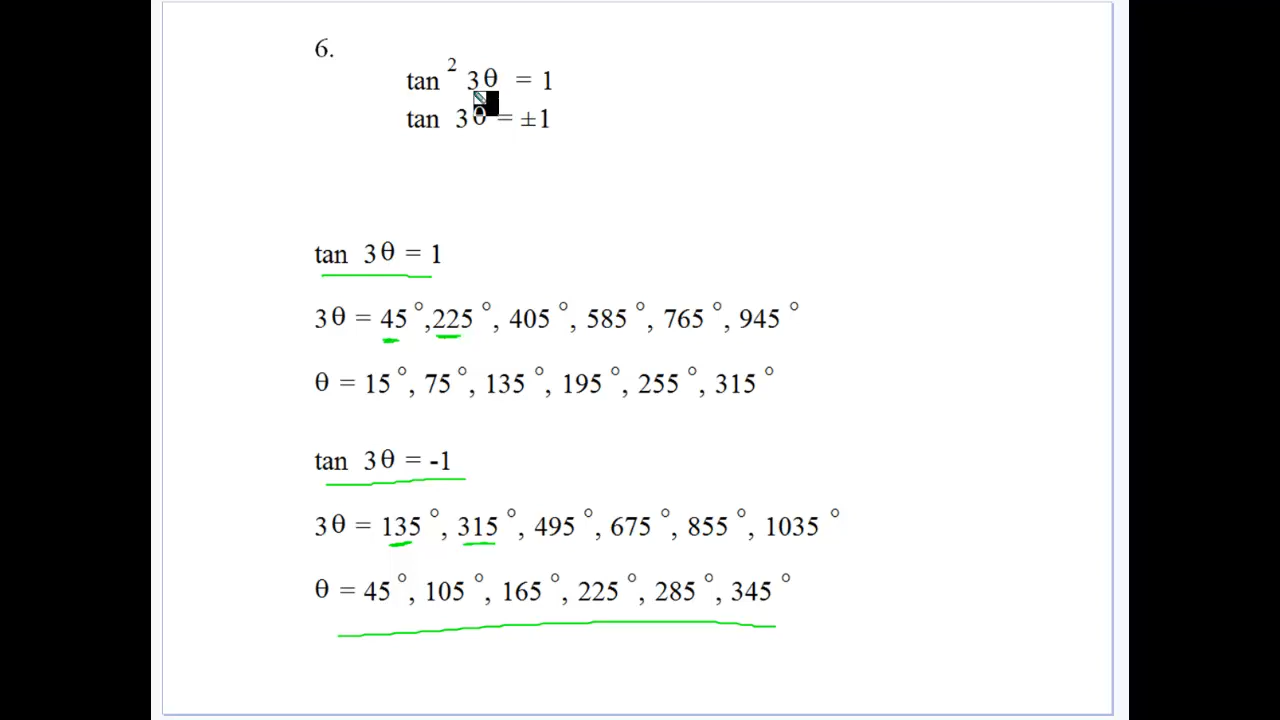 6.
tan² 3θ = 1
tan 3θ = ±1
tan 3θ = 1
3θ = 45°, 225°, 405°, 585°, 765°, 945°
θ = 15°, 75°, 135°, 195°, 255°, 315°
tan 3θ = -1
3θ = 135°, 315°, 495°, 675°, 855°, 1035°
θ = 45°, 105°, 165°, 225°, 285°, 345°